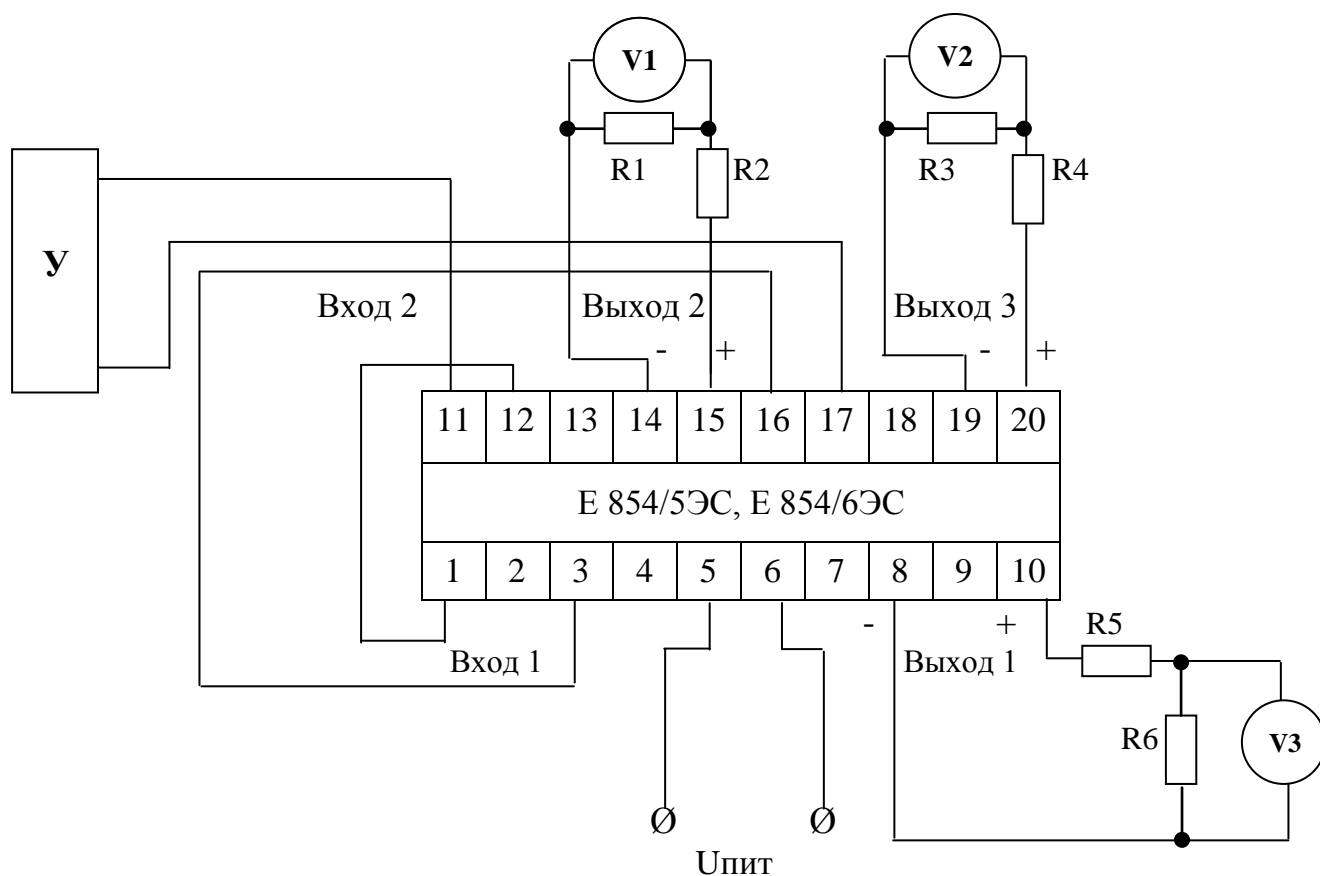 V1
V2
R1
R2
R3
R4
У
Вход 2
Выход 2
Выход 3
- +
- +
11 12 13 14 15 16 17 18 19 20
Е 854/5ЭС, Е 854/6ЭС
1 2 3 4 5 6 7 8 9 10
- +
R5
Вход 1
Выход 1
R6
V3
Ø Ø
Uпит